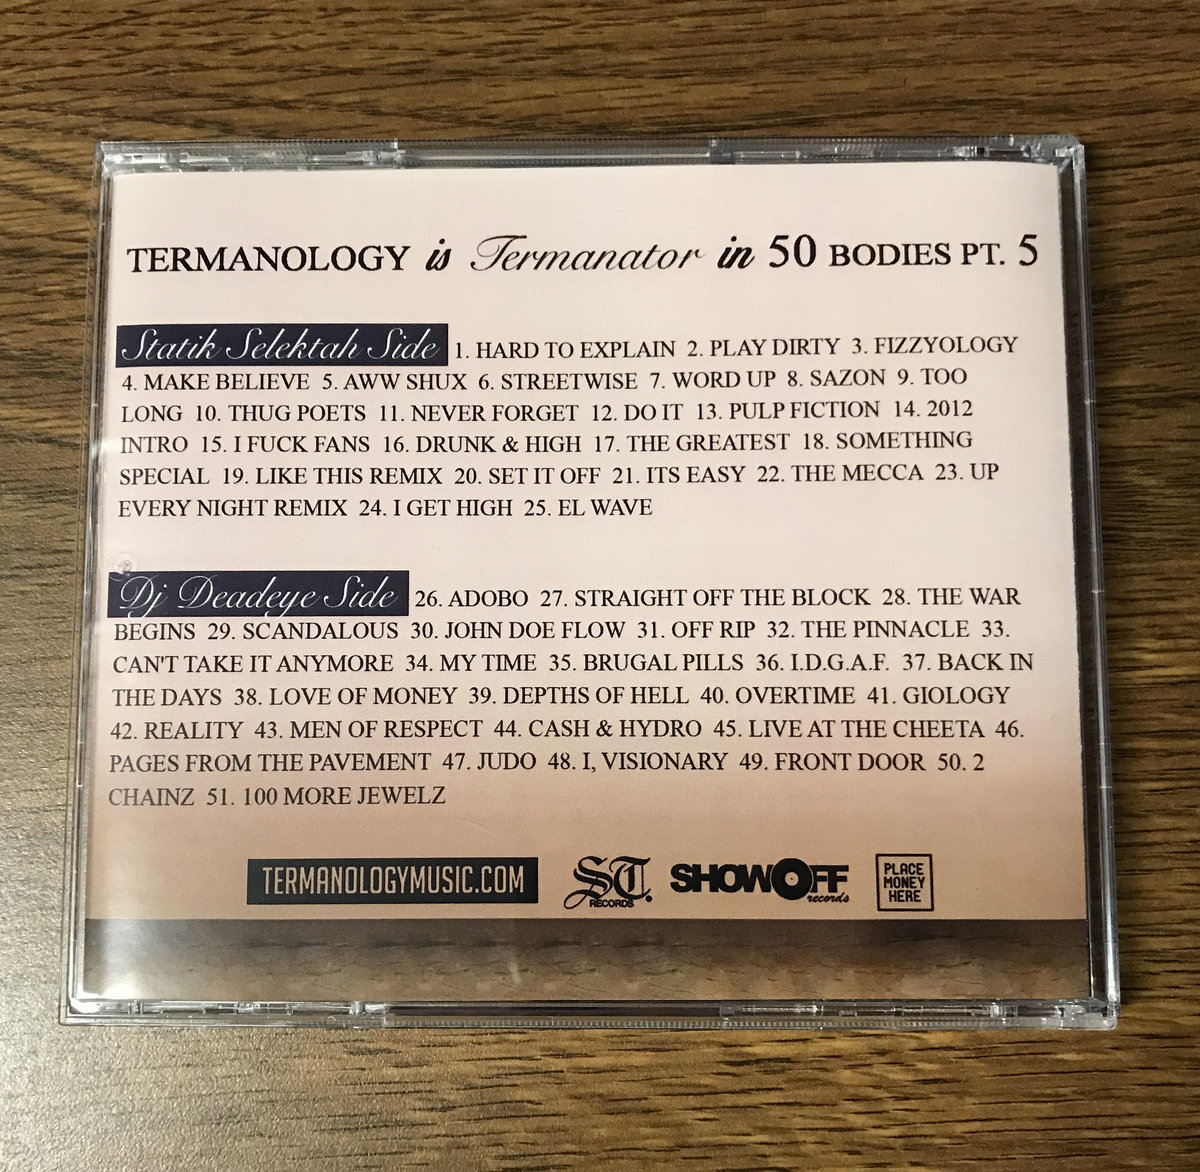 TERMANOLOGY is Termanator in 50 BODIES PT. 5
Statik Selektah Side 1. HARD TO EXPLAIN 2. PLAY DIRTY 3. FIZZYOLOGY
4. MAKE BELIEVE 5. AWW SHUX 6. STREETWISE 7. WORD UP 8. SAZON 9. TOO
LONG 10. THUG POETS 11. NEVER FORGET 12. DO IT 13. PULP FICTION 14. 2012
INTRO 15. I FUCK FANS 16. DRUNK & HIGH 17. THE GREATEST 18. SOMETHING
SPECIAL 19. LIKE THIS REMIX 20. SET IT OFF 21. ITS EASY 22. THE MECCA 23. UP
EVERY NIGHT REMIX 24. I GET HIGH 25. EL WAVE
Dj Deadeye Side 26. ADOBO 27. STRAIGHT OFF THE BLOCK 28. THE WAR
BEGINS 29. SCANDALOUS 30. JOHN DOE FLOW 31. OFF RIP 32. THE PINNACLE 33.
CAN'T TAKE IT ANYMORE 34. MY TIME 35. BRUGAL PILLS 36. I.D.G.A.F. 37. BACK IN
THE DAYS 38. LOVE OF MONEY 39. DEPTHS OF HELL 40. OVERTIME 41. GIOLOGY
42. REALITY 43. MEN OF RESPECT 44. CASH & HYDRO 45. LIVE AT THE CHEETA 46.
PAGES FROM THE PAVEMENT 47. JUDO 48. I, VISIONARY 49. FRONT DOOR 50. 2
CHAINZ 51. 100 MORE JEWELZ
TERMANOLOGYMUSIC.COM
ST.
RECORDS
SHOWOFF
records
PLACE
MONEY
HERE